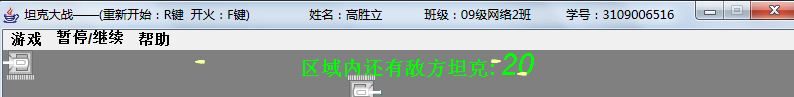 坦克大战——(重新开始：R键 开火：F键) 姓名：高胜立 班级：09级网络2班 学号：3109006516
游戏 暂停/继续 帮助
区域内还有敌方坦克:20